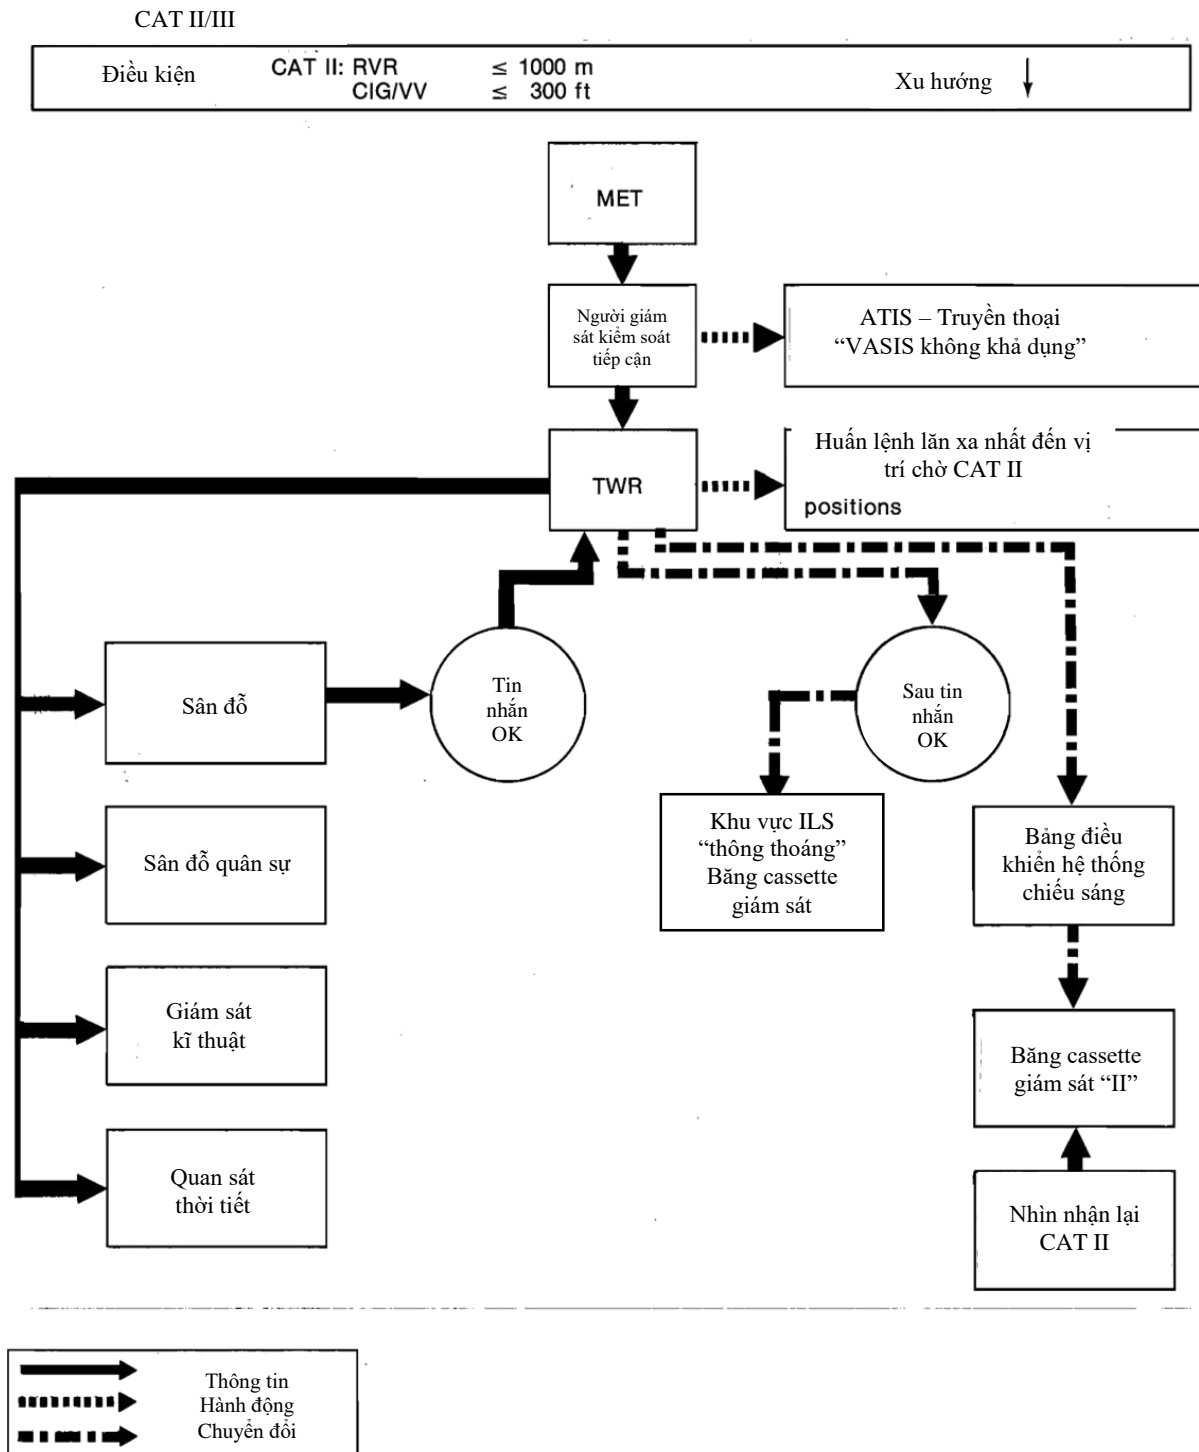 CAT II/III
Điều kiện CAT II: RVR ≤ 1000 m Xu hướng
CIG/VV ≤ 300 ft
MET
Người giám
sát kiểm soát
tiếp cận
ATIS – Truyền thoại
“VASIS không khả dụng”
TWR
Huấn lệnh lăn xa nhất đến vị
trí chờ CAT II
positions
Sân đỗ
Tin
nhắn
OK
Sau tin
nhắn
OK
Sân đỗ quân sự
Khu vực ILS
“thông thoáng”
Băng cassette
giám sát
Bảng điều
khiển hệ thống
chiếu sáng
Giám sát
kĩ thuật
Băng cassette
giám sát “II”
Quan sát
thời tiết
Nhìn nhận lại
CAT II
Thông tin
Hành động
Chuyển đổi